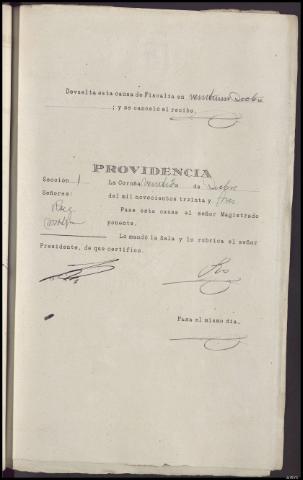 Devuelta esta causa de Fiscalía en
; y se canceló el recibo.
PROVIDENCIA
Sección 1 La Coruña de
Señores: del mil novecientos treinta y tres
Pase esta causa al señor Magistrado
ponente.
Lo mandó la Sala y lo rubrica el señor
Presidente, de que certifico.
Pasa el mismo día.